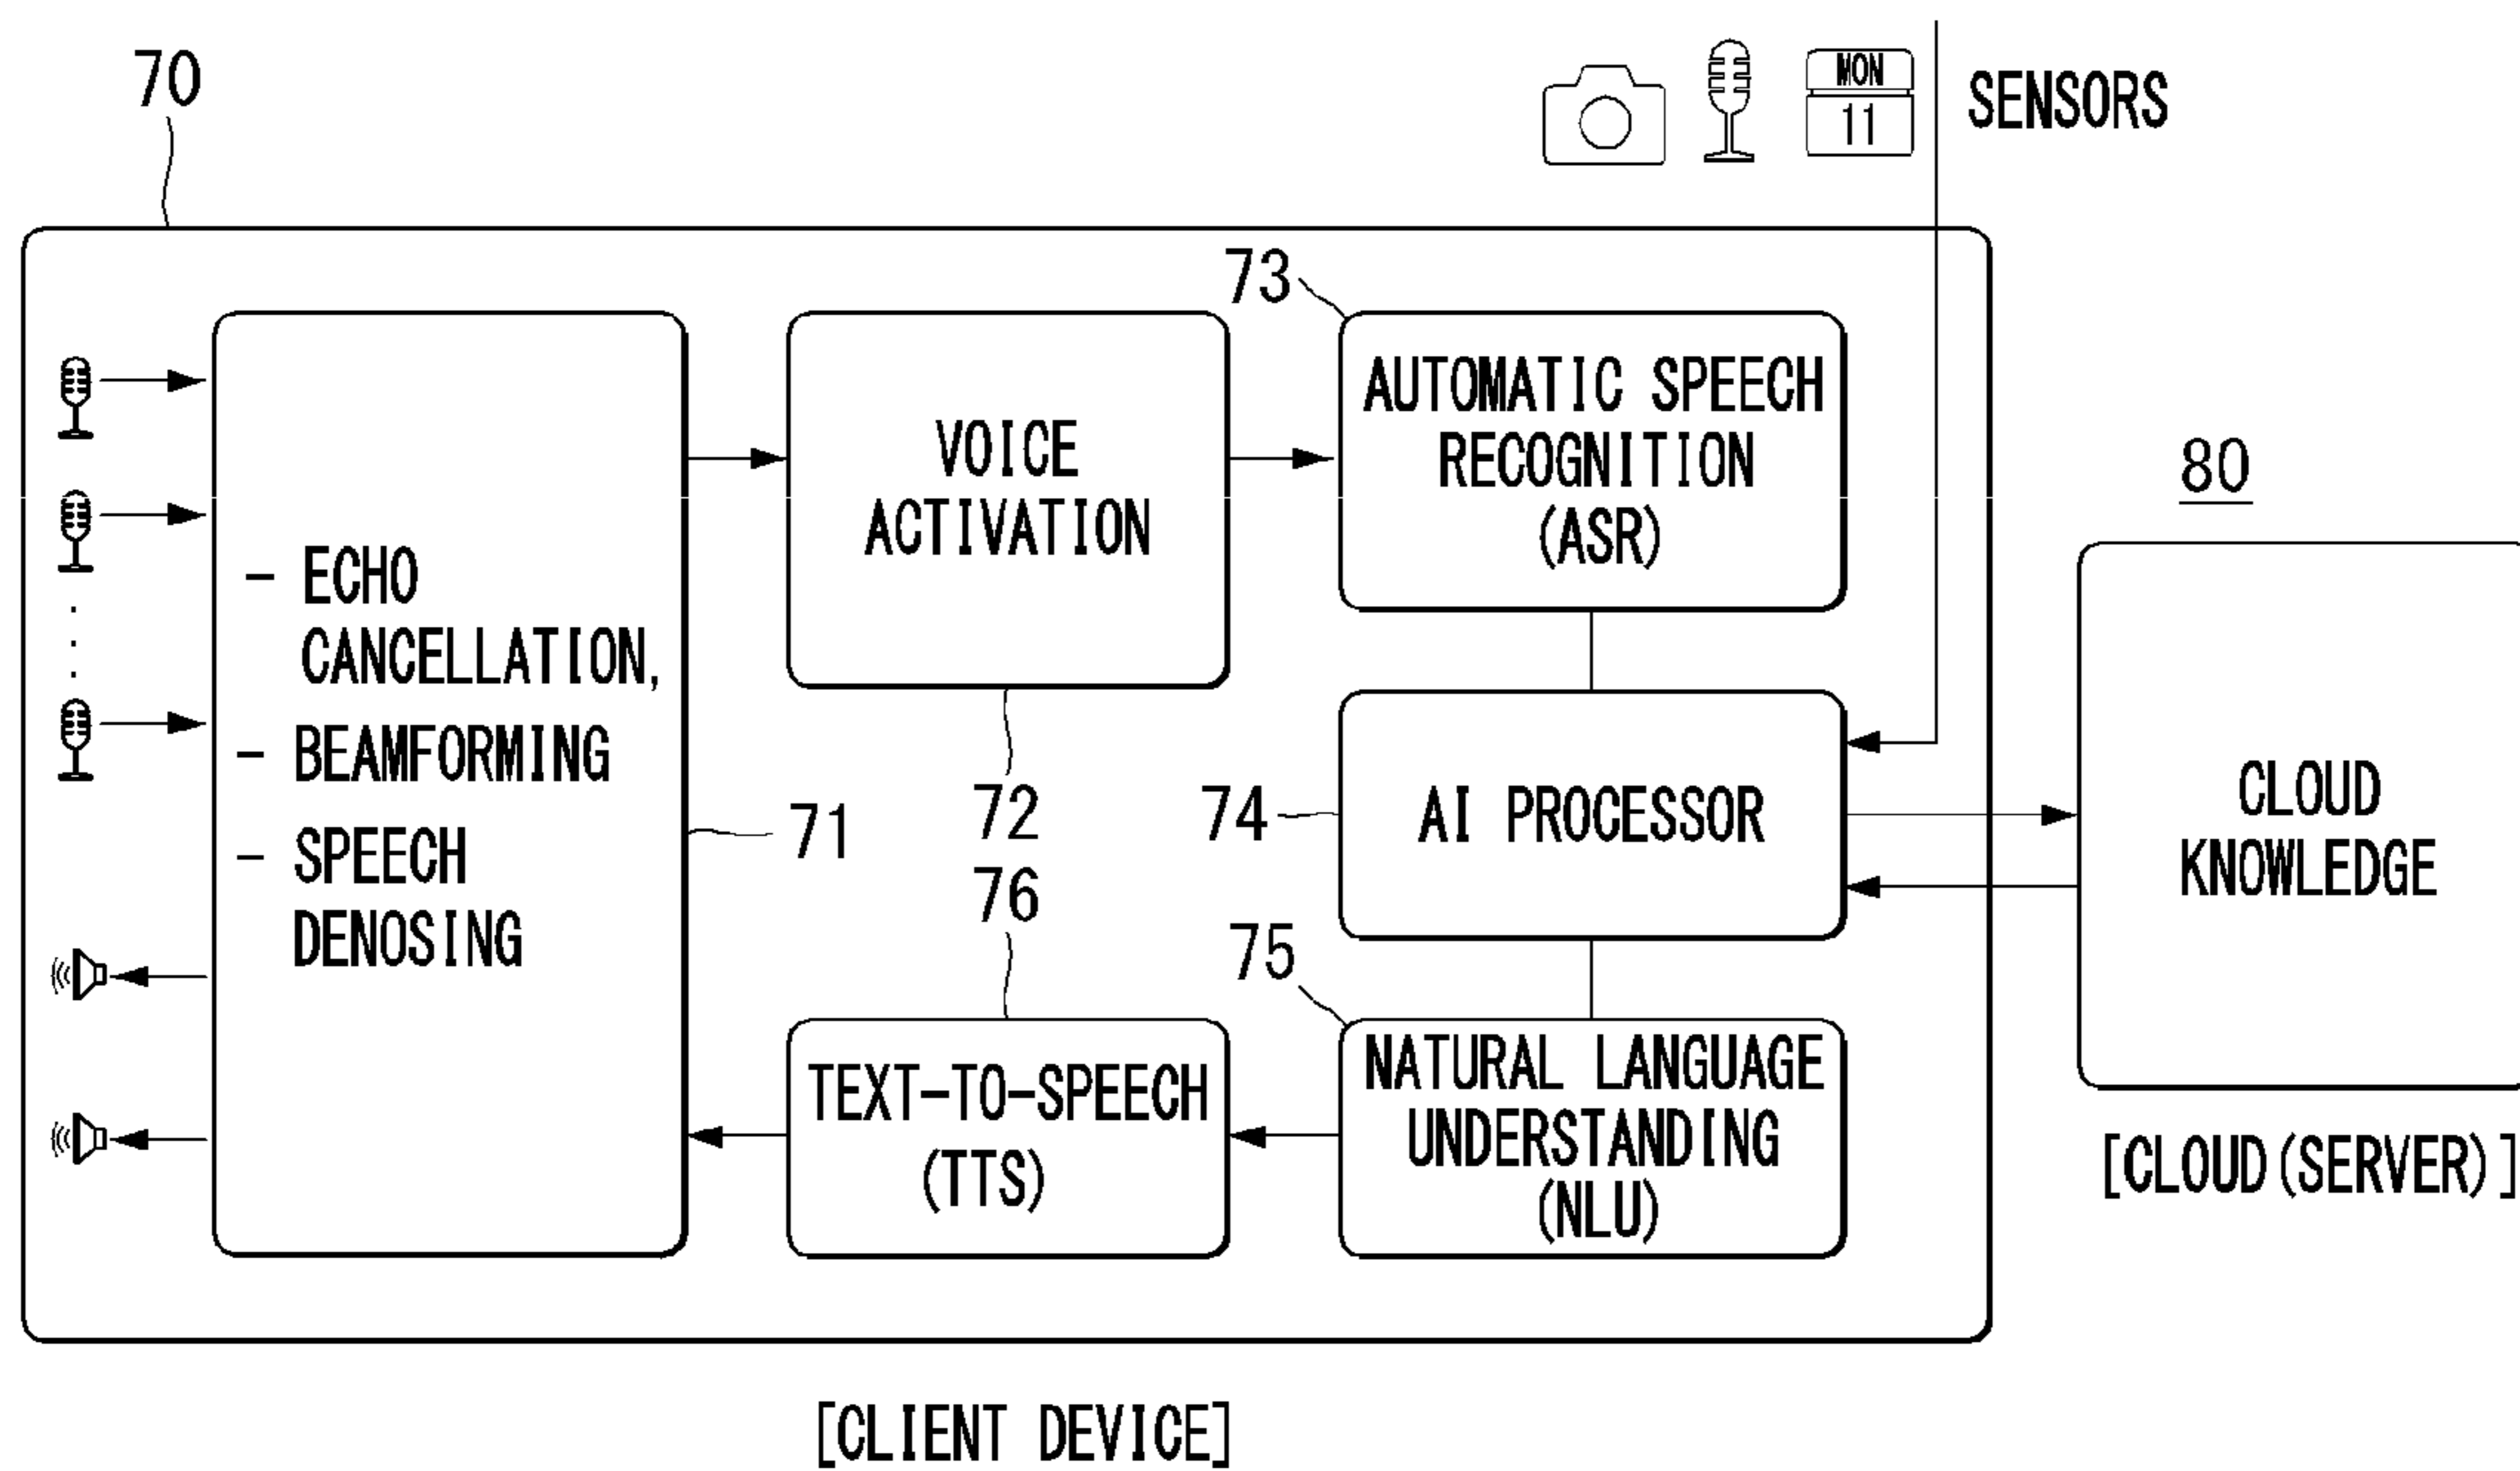 70
MON
11
SENSORS
73
AUTOMATIC SPEECH
RECOGNITION
(ASR)
VOICE
ACTIVATION
80
- ECHO
CANCELLATION,
- BEAMFORMING
- SPEECH
DENOSING
71
72
76
74
AI PROCESSOR
CLOUD
KNOWLEDGE
75
TEXT-TO-SPEECH
(TTS)
NATURAL LANGUAGE
UNDERSTANDING
(NLU)
[CLOUD(SERVER)]
[CLIENT DEVICE]